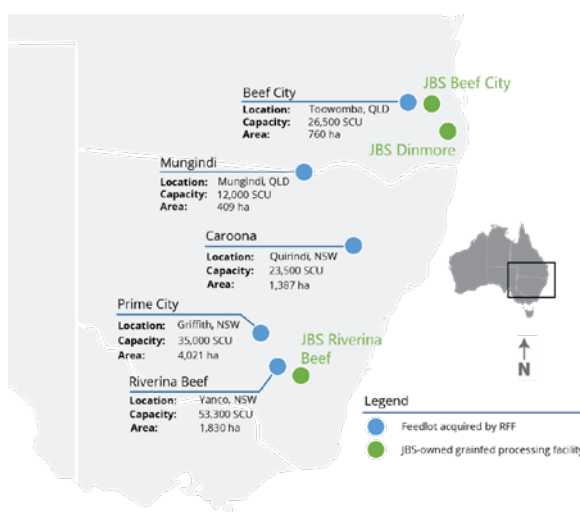 JBS Beef City
Beef City
Location: Toowomba, QLD
Capacity: 26,500 SCU
Area: 760 ha
JBS Dinmore
Mungindi
Location: Mungindi, QLD
Capacity: 12,000 SCU
Area: 409 ha
Caroona
Location: Quirindi, NSW
Capacity: 23,500 SCU
Area: 1,387 ha
Prime City
Location: Griffith, NSW
Capacity: 35,000 SCU
Area: 4,021 ha
JBS Riverina
Beef
Riverina Beef
Location: Yanco, NSW
Capacity: 53,300 SCU
Area: 1,830 ha
N
Legend
Feedlot acquired by RFF
JBS-owned grainfed processing facility